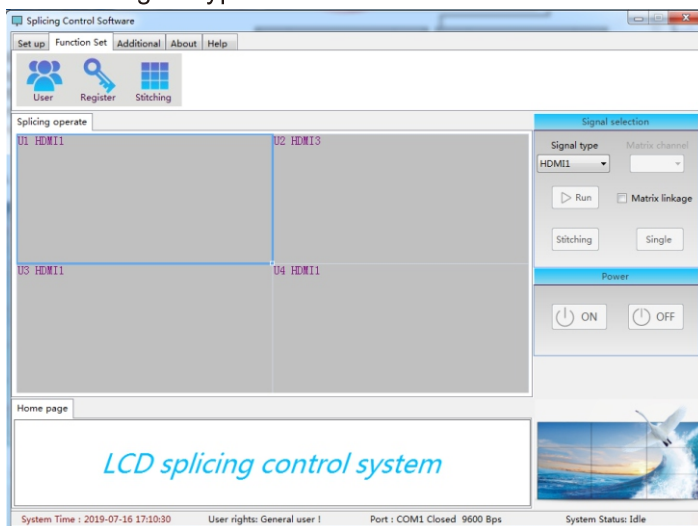 Splicing Control Software
Set up Function Set Additional About Help
User Register Stitching
Splicing operate
Signal selection
U1 HDMI1 U2 HDMI3
Signal type Matrix channel
HDMI1
Run Matrix linkage
Stitching Single
U3 HDMI1 U4 HDMI1
Power
ON OFF
Home page
LCD splicing control system
System Time : 2019-07-16 17:10:30 User rights: General user ! Port : COM1 Closed 9600 Bps System Status: Idle